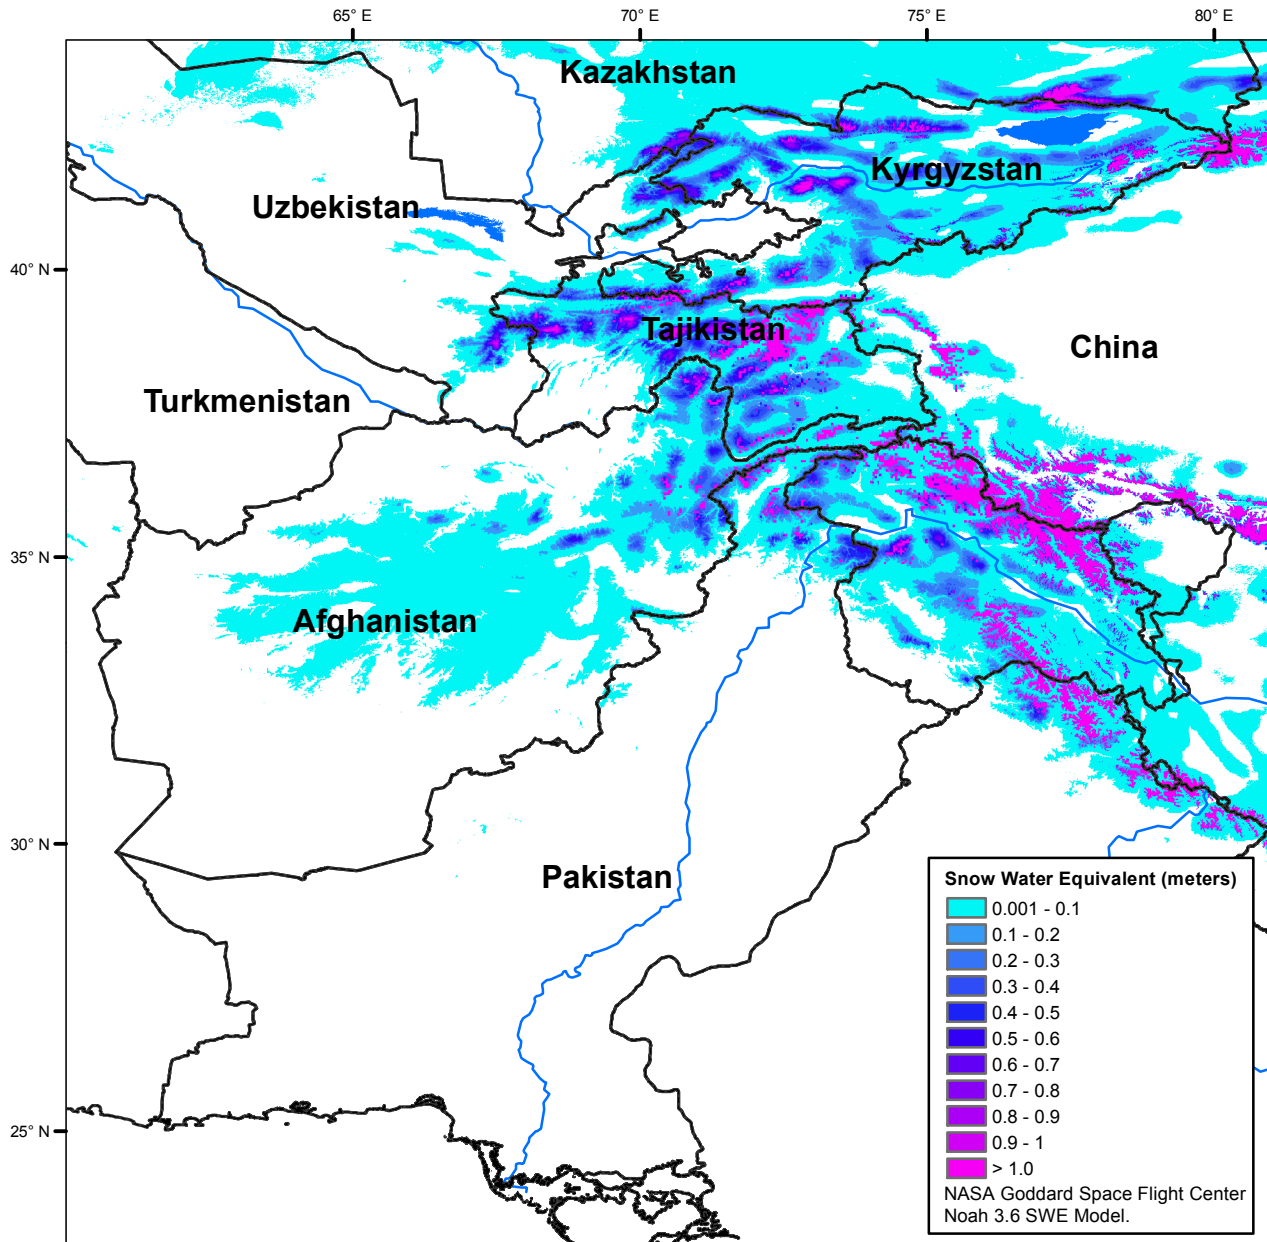 65° E
70° E
75° E
80° E
Kazakhstan
Kyrgyzstan
Uzbekistan
40° N
Tajikistan
China
Turkmenistan
35° N
Afghanistan
30° N
Pakistan
25° N
Snow Water Equivalent (meters)
0.001 - 0.1
0.1 - 0.2
0.2 - 0.3
0.3 - 0.4
0.4 - 0.5
0.5 - 0.6
0.6 - 0.7
0.7 - 0.8
0.8 - 0.9
0.9 - 1
> 1.0
NASA Goddard Space Flight Center
Noah 3.6 SWE Model.